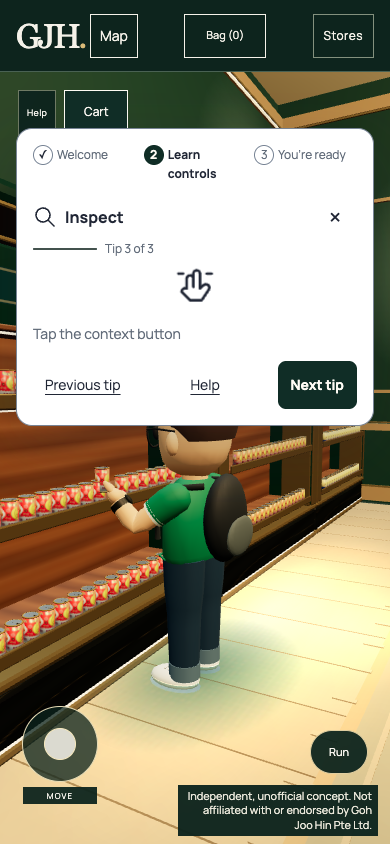 GJH.
Map
Bag (0)
Stores
Help
Cart
✓ Welcome
2 Learn
controls
3 You're ready
Inspect
Tip 3 of 3
Tap the context button
Previous tip
Help
Next tip
Run
MOVE
Independent, unofficial concept. Not
affiliated with or endorsed by Goh
Joo Hin Pte Ltd.